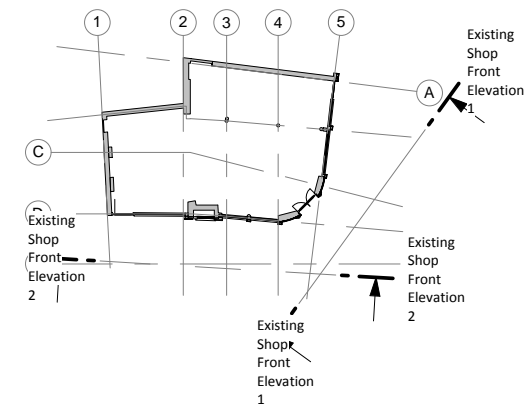 1
2
3
4
5
Existing
Shop
Front
Elevation
1
A
C
Existing
Shop
Front
Elevation
2
Existing
Shop
Front
Elevation
2
Existing
Shop
Front
Elevation
1